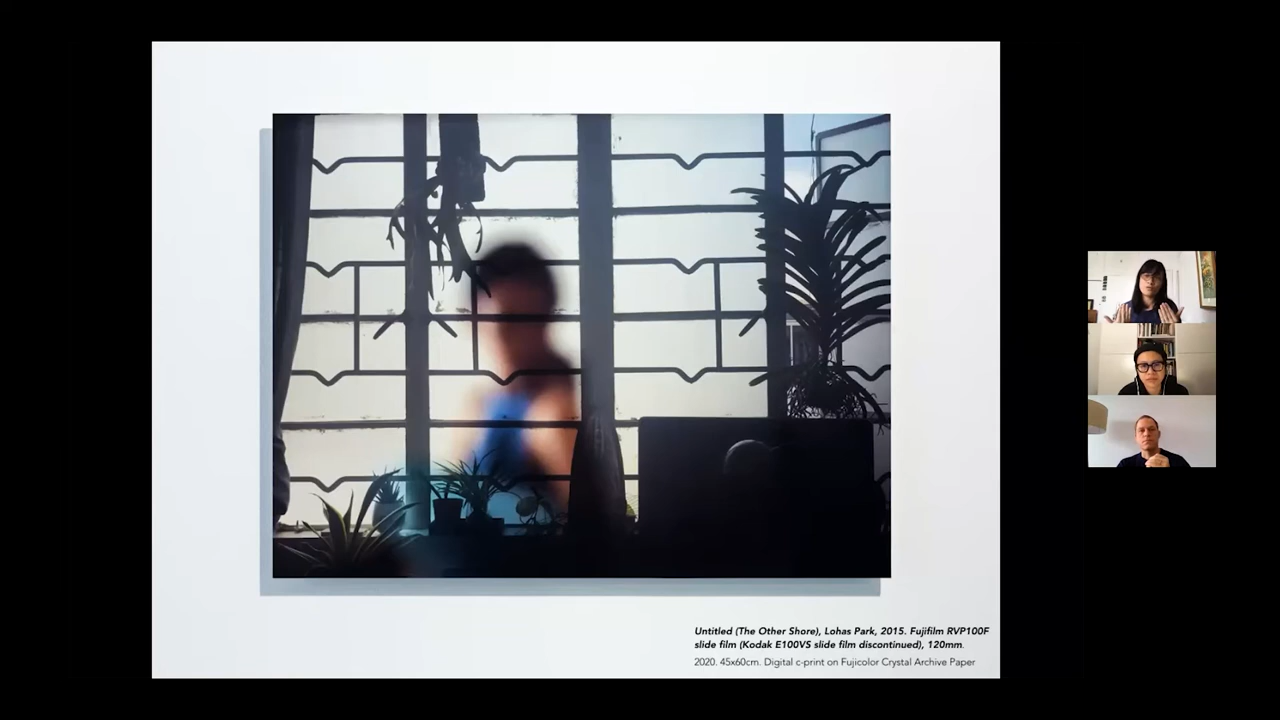 Untitled (The Other Shore), Lohas Park, 2015. Fujifilm RVP100F
slide film (Kodak E100VS slide film discontinued), 120mm.
2020. 45x60cm. Digital c-print on Fujicolor Crystal Archive Paper